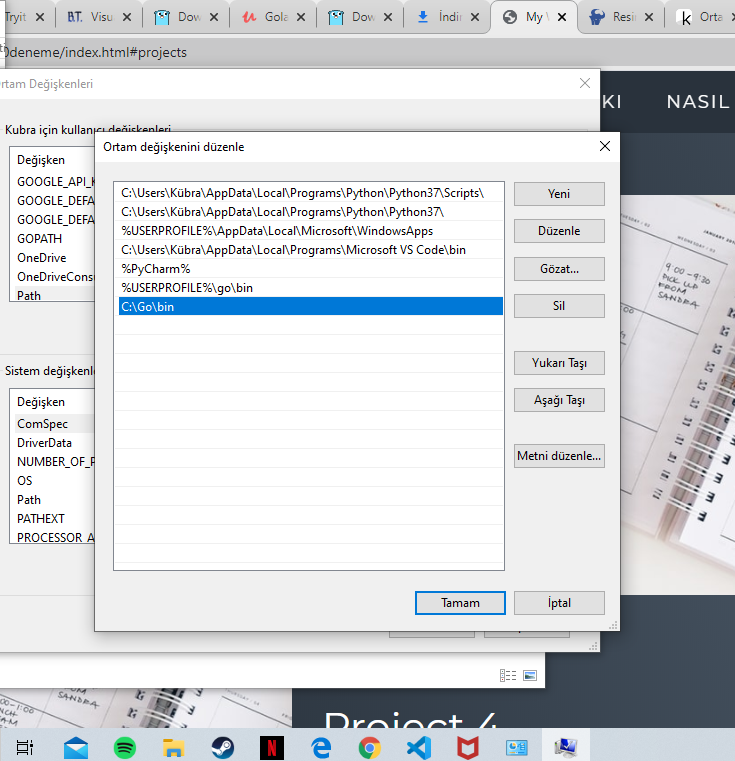 Tryit
BT. Visu
Dow
Gola
Dow
İndir
My
Resir
k Orta
deneme/index.html#projects
rtam Değişkenleri
KI
NASIL
Kubra için kullanıcı değişkenleri
Değişken
GOOGLE_API_K
GOOGLE_DEFA
GOOGLE_DEFA
GOPATH
OneDrive
OneDriveConsu
Path
Sistem değişkenle
Değişken
ComSpec
DriverData
NUMBER_OF_P
OS
Path
PATHEXT
PROCESSOR_A
Ortam değişkenini düzenle
C:\Users\Kübra\AppData\Local\Programs\Python\Python37\Scripts\
C:\Users\Kübra\AppData\Local\Programs\Python\Python37\
%USERPROFILE%\AppData\Local\Microsoft\WindowsApps
C:\Users\Kübra\AppData\Local\Programs\Microsoft VS Code\bin
%PyCharm%
%USERPROFILE%\go\bin
C:\Go\bin
Yeni
Düzenle
Gözat...
Sil
Yukarı Taşı
Aşağı Taşı
Metni düzenle...
Tamam
İptal
JANUARY
9:00 - 9:30
PICK UP
FROM
SANDRA
SANDRA
Project 4